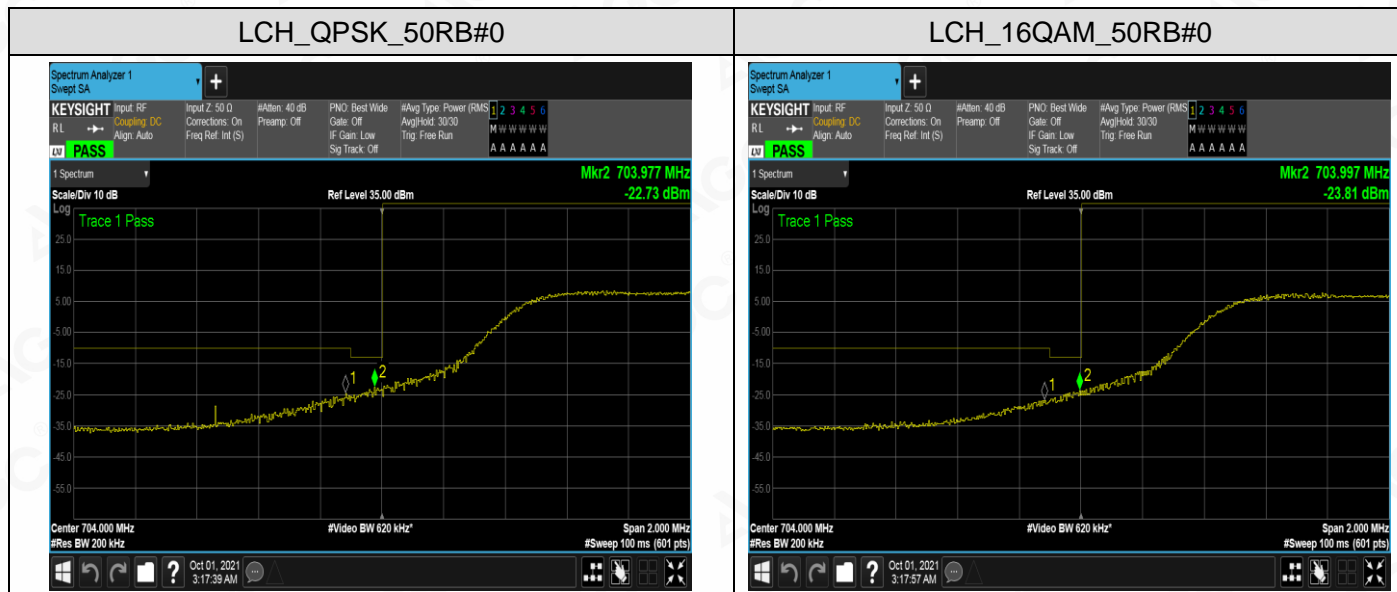 LCH_QPSK_50RB#0
Spectrum Analyzer 1
Swept SA
+
KEYSIGHT Input: RF Input Z: 50 Ω #Atten: 40 dB PNO: Best Wide #Avg Type: Power (RMS 1 2 3 4 5 6
RL Coupling: DC Corrections: On Preamp: Off Gate: Off Avg|Hold: 30/30 M W W W W W
Align: Auto Freq Ref: Int (S) IF Gain: Low Trig: Free Run
LXI PASS Sig Track: Off A A A A A A
1 Spectrum Mkr2 703.977 MHz
Scale/Div 10 dB Ref Level 35.00 dBm -22.73 dBm
Log
Trace 1 Pass
25.0
15.0
5.00
-5.00
-15.0
1 2
-25.0
-35.0
-45.0
-55.0
Center 704.000 MHz #Video BW 620 kHz* Span 2.000 MHz
#Res BW 200 kHz #Sweep 100 ms (601 pts)
? Oct 01, 2021
3:17:39 AM
LCH_16QAM_50RB#0
Spectrum Analyzer 1
Swept SA
+
KEYSIGHT Input: RF Input Z: 50 Ω #Atten: 40 dB PNO: Best Wide #Avg Type: Power (RMS 1 2 3 4 5 6
RL Coupling: DC Corrections: On Preamp: Off Gate: Off Avg|Hold: 30/30 M W W W W W
Align: Auto Freq Ref: Int (S) IF Gain: Low Trig: Free Run
LXI PASS Sig Track: Off A A A A A A
1 Spectrum Mkr2 703.997 MHz
Scale/Div 10 dB Ref Level 35.00 dBm -23.81 dBm
Log
Trace 1 Pass
25.0
15.0
5.00
-5.00
-15.0
1 2
-25.0
-35.0
-45.0
-55.0
Center 704.000 MHz #Video BW 620 kHz* Span 2.000 MHz
#Res BW 200 kHz #Sweep 100 ms (601 pts)
? Oct 01, 2021
3:17:57 AM